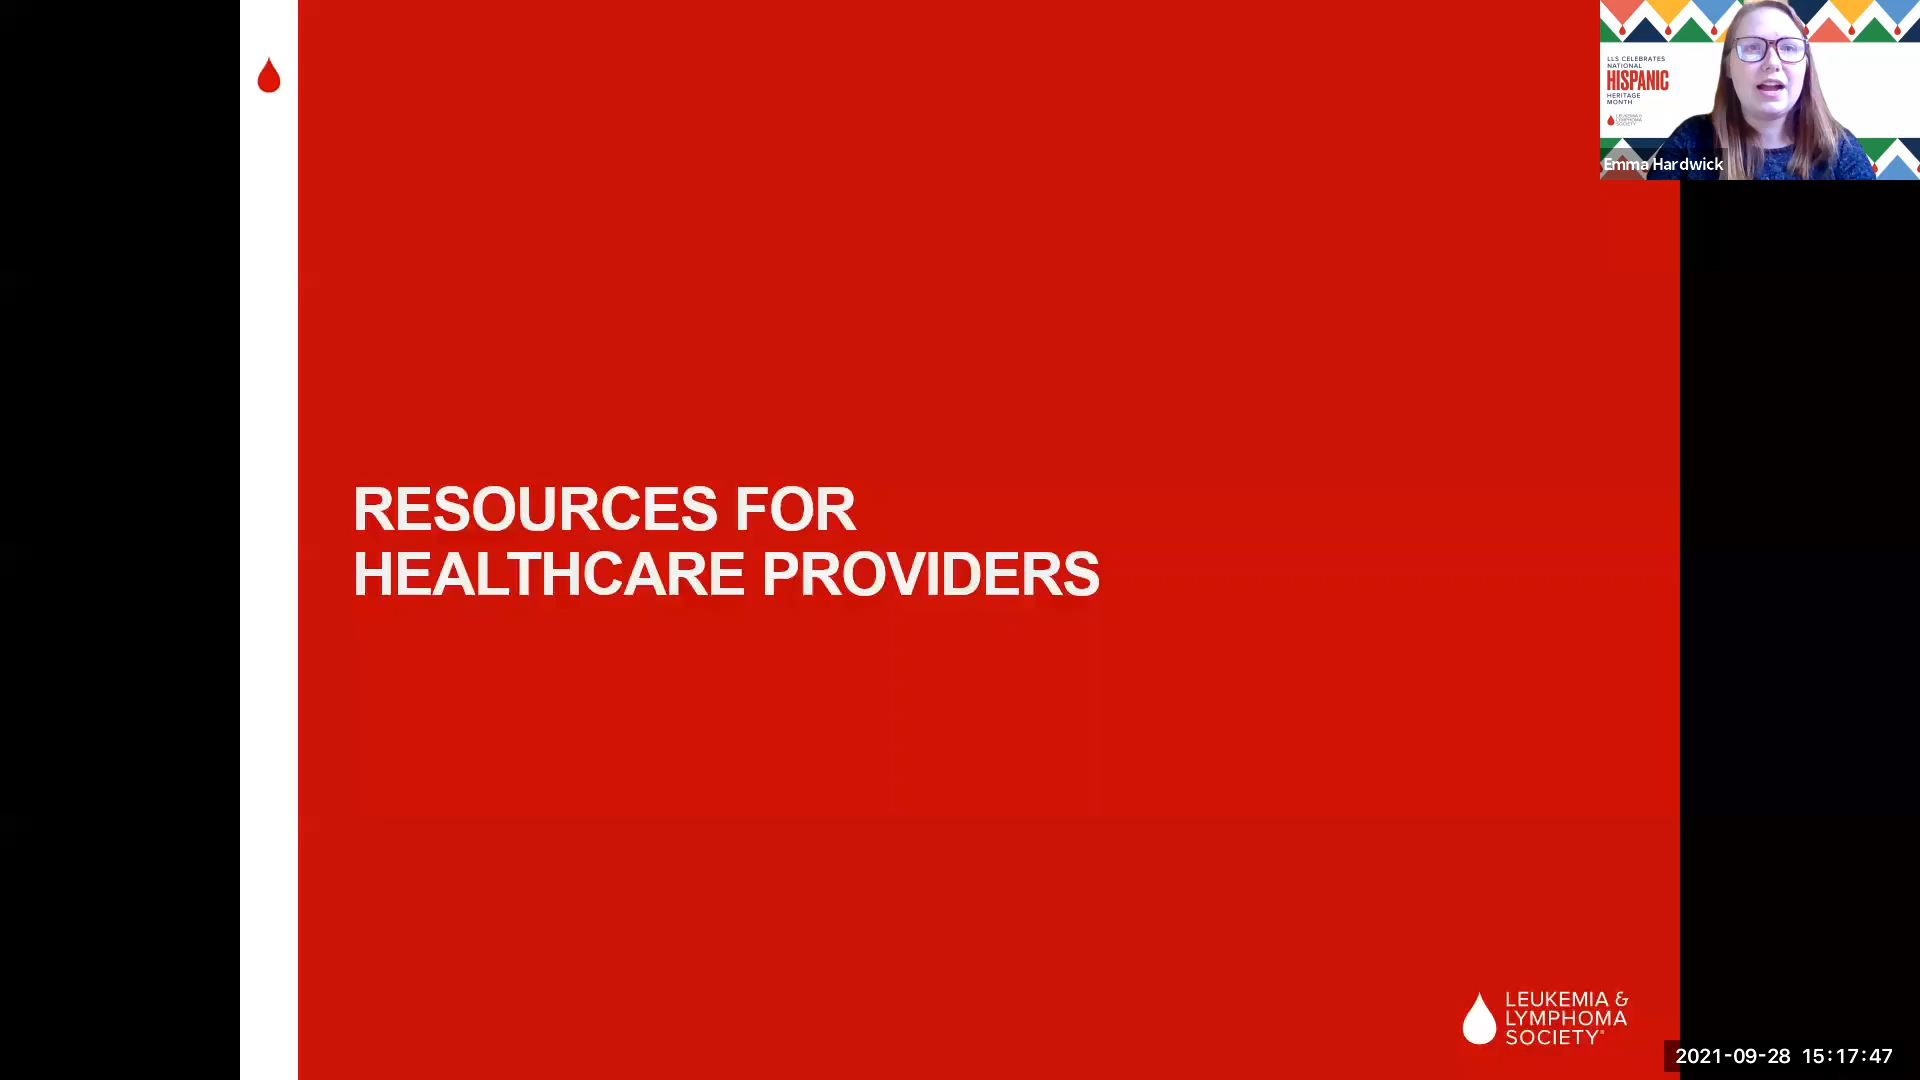 RESOURCES FOR
HEALTHCARE PROVIDERS
LLS CELEBRATES
NATIONAL
HISPANIC
HERITAGE
MONTH
LEUKEMIA &
LYMPHOMA
SOCIETY
Emma Hardwick
LEUKEMIA &
LYMPHOMA
SOCIETY®
2021-09-28 15:17:47